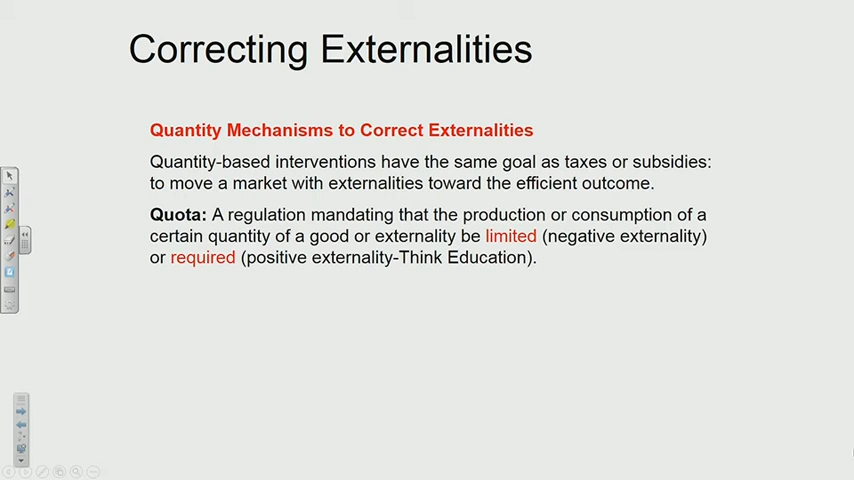 Correcting Externalities
Quantity Mechanisms to Correct Externalities
Quantity-based interventions have the same goal as taxes or subsidies:
to move a market with externalities toward the efficient outcome.
Quota: A regulation mandating that the production or consumption of a
certain quantity of a good or externality be limited (negative externality)
or required (positive externality-Think Education).